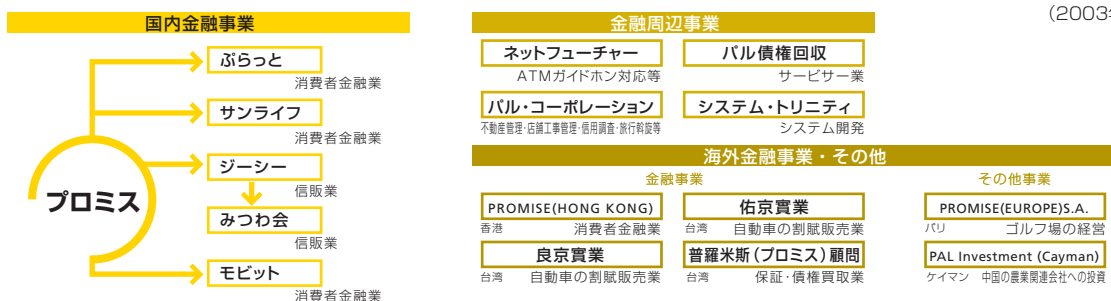 (2003
国内金融事業
プロミス
ぷらっと
消費者金融業
サンライフ
消費者金融業
ジーシー
信販業
みつわ会
信販業
モビット
消費者金融業
金融周辺事業
ネットフューチャー
ATMガイドホン対応等
パル債権回収
サービサー業
パル・コーポレーション
不動産管理・店舗工事管理・信用調査・旅行斡旋等
システム・トリニティ
システム開発
海外金融事業・その他
金融事業
PROMISE(HONG KONG)
香港 消費者金融業
佑京實業
台湾 自動車の割賦販売業
良京實業
台湾 自動車の割賦販売業
普羅米斯(プロミス)顧問
台湾 保証・債権買取業
その他事業
PROMISE(EUROPE)S.A.
パリ ゴルフ場の経営
PAL Investment (Cayman)
ケイマン 中国の農業関連会社への投資